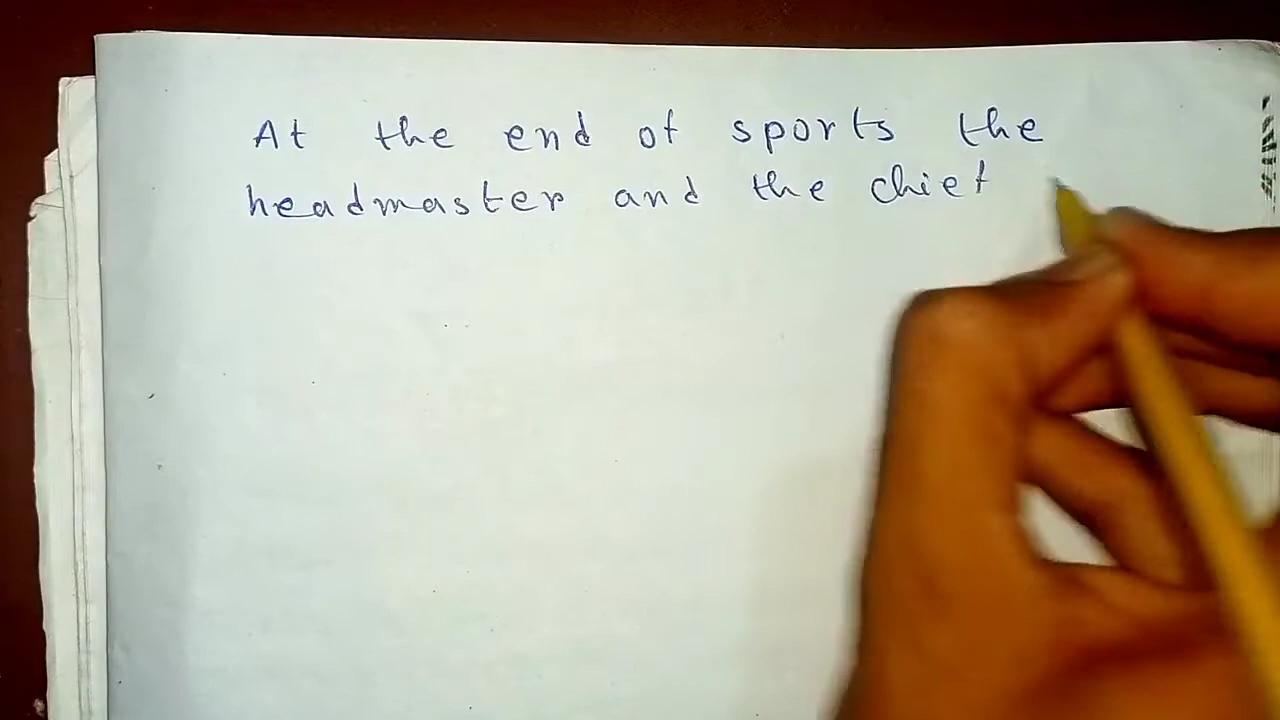 At the end of sports the
headmaster and the chief